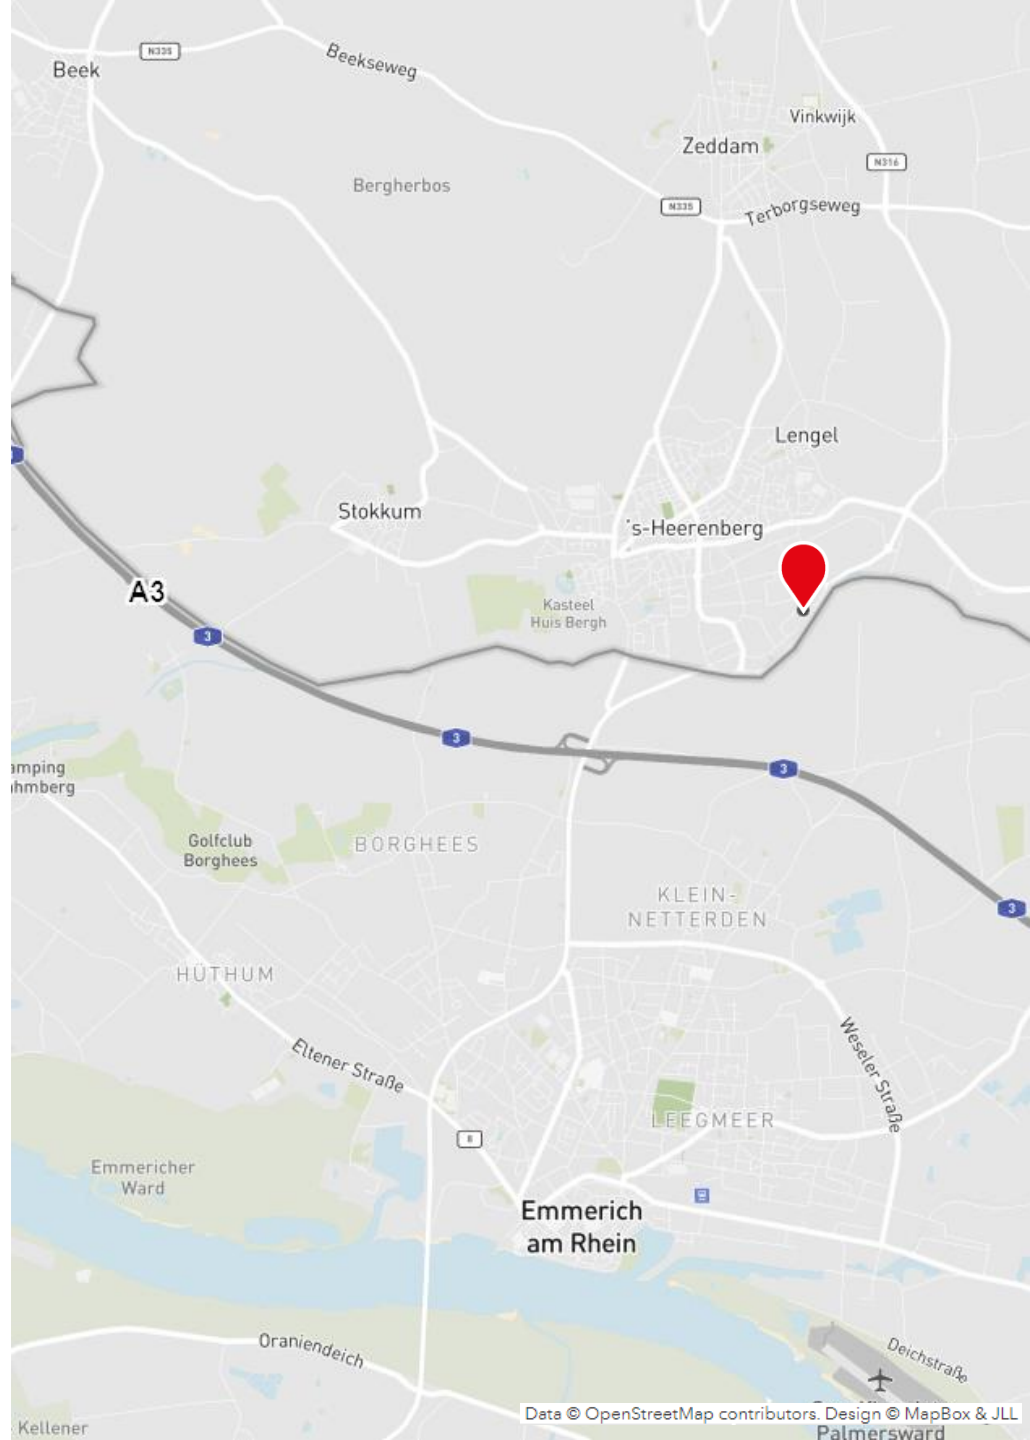 N335
Beek
Beekseweg
Vinkwijk
Zeddam
N316
Bergherbos
N335
Terborgseweg
Lengel
Stokkum
's-Heerenberg
A3
Kasteel
Huis Bergh
3
3
3
Golfclub
Borghees
BORGHEES
KLEIN-
NETTERDEN
3
HÜTHUM
Eltener Straße
Weseler Straße
LEEGMEER
8
Emmericher
Ward
Emmerich
am Rhein
Oraniendeich
Deichstraße
Data © OpenStreetMap contributors. Design © MapBox & JLL
Kellener
Palmersward